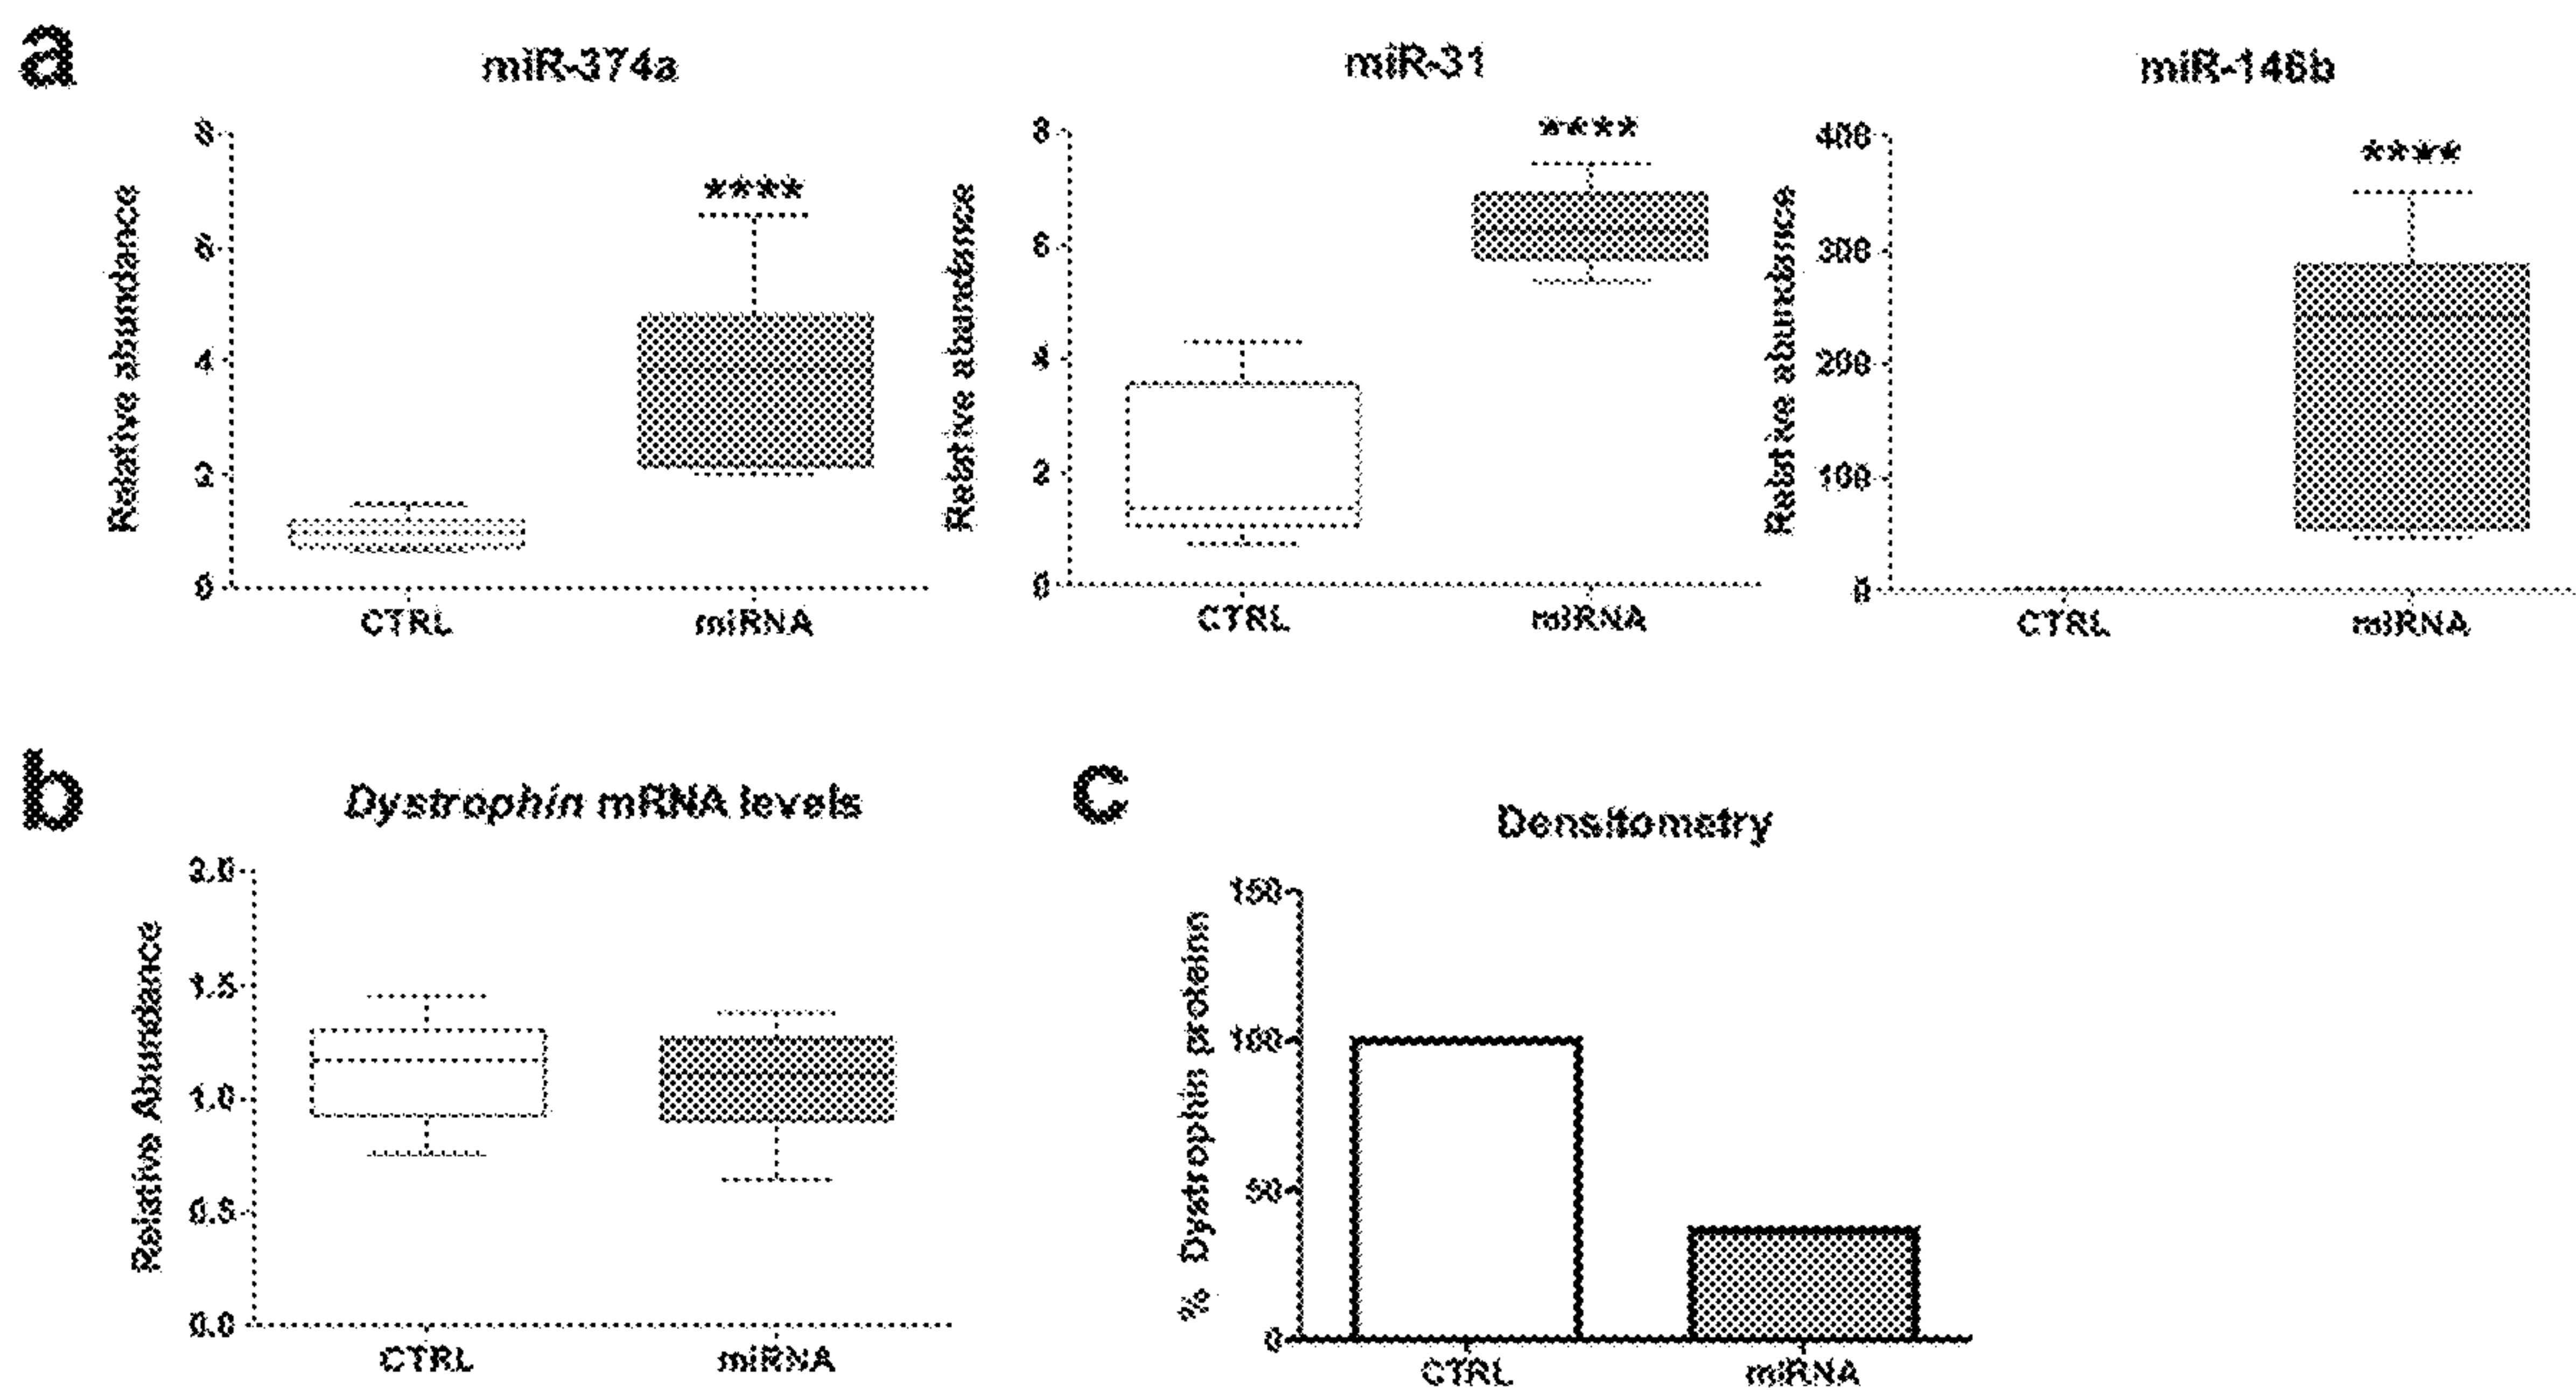 a
miR-374a
miR-31
miR-146b
Relative abundance
8
6
4
2
0
****
CTRL
miRNA
Relative abundance
8
6
4
2
0
****
CTRL
miRNA
Relative abundance
400
300
200
100
0
****
CTRL
miRNA
b
Dystrophin mRNA levels
Relative Abundance
2.0
1.5
1.0
0.5
0.0
CTRL
miRNA
c
Densitometry
% Dystrophin proteins
150
100
50
0
CTRL
miRNA